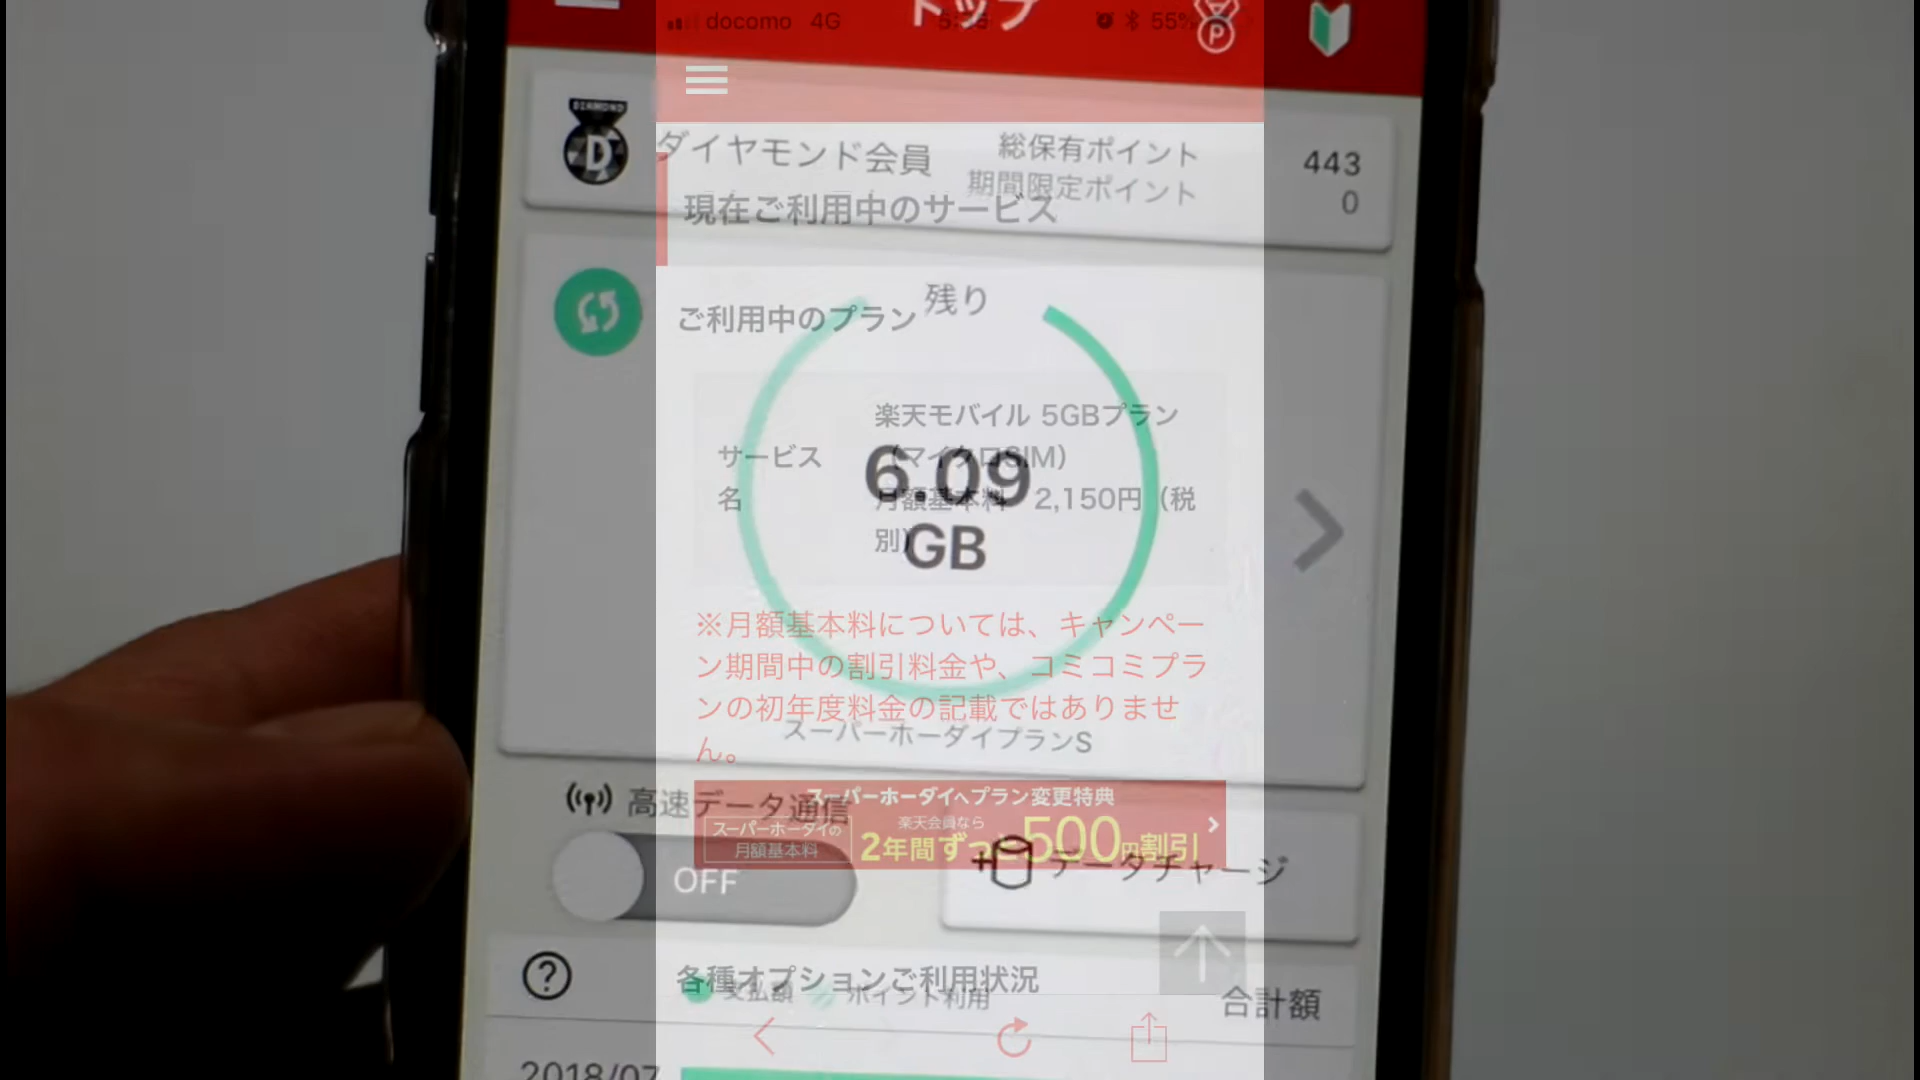 docomo 4G
55%
トップ
P
DIAMOND
D
ダイヤモンド会員
総保有ポイント 443
期間限定ポイント 0
現在ご利用中のサービス
残り
ご利用中のプラン
6.09
GB
サービス名
楽天モバイル 5GBプラン
（マイクロSIM）
月額基本料 2,150円（税
別）
※月額基本料については、キャンペー
ン期間中の割引料金や、コミコミプラ
ンの初年度料金の記載ではありませ
ん。
スーパーホーダイプランS
スーパーホーダイへプラン変更特典
スーパーホーダイの
月額基本料
楽天会員なら
2年間ずっと500円割引
高速データ通信
OFF
データチャージ
各種オプションご利用状況
支払額 ポイント利用
合計額
2018/07